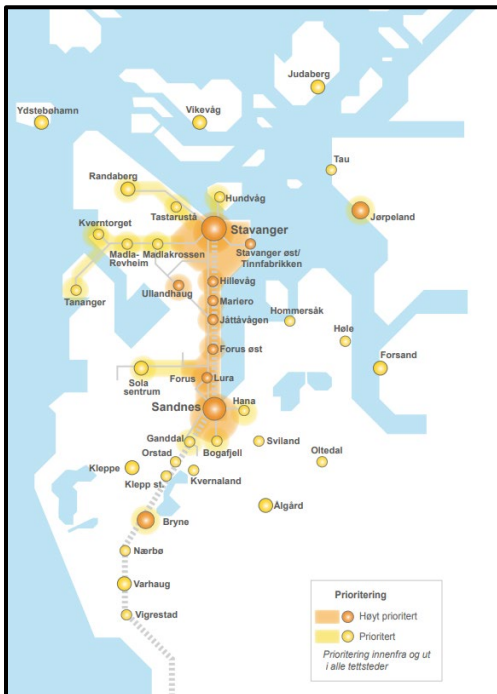 Judaberg
Ydstebøhamn
Vikevåg
Tau
Randaberg
Hundvåg
Tastarustå
Jørpeland
Kverntorget
Stavanger
Madla-
Revheim
Madlakrossen
Stavanger øst/
Tinnfabrikken
Hillevåg
Ullandhaug
Tananger
Mariero
Jåttåvågen
Hommersåk
Høle
Forus øst
Forsand
Sola
sentrum
Forus
Lura
Sandnes
Hana
Ganddal
Bogafjell
Sviland
Orstad
Oltedal
Kleppe
Klepp st.
Kvernaland
Ålgård
Bryne
Nærbø
Varhaug
Vigrestad
Prioritering
Høyt prioritert
Prioritert
Prioritering innenfra og ut
i alle tettsteder